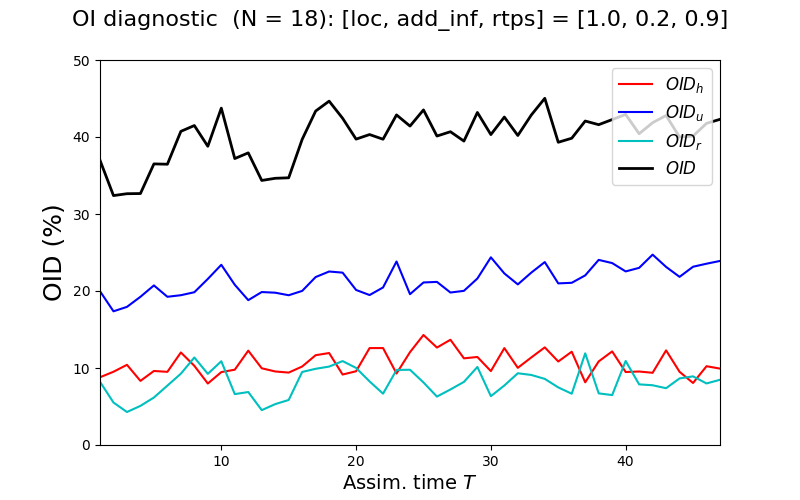 OI diagnostic (N = 18): [loc, add_inf, rtps] = [1.0, 0.2, 0.9]
50
40
30
20
10
0
OID (%)
OID_h
OID_u
OID_r
OID
10 20 30 40
Assim. time T